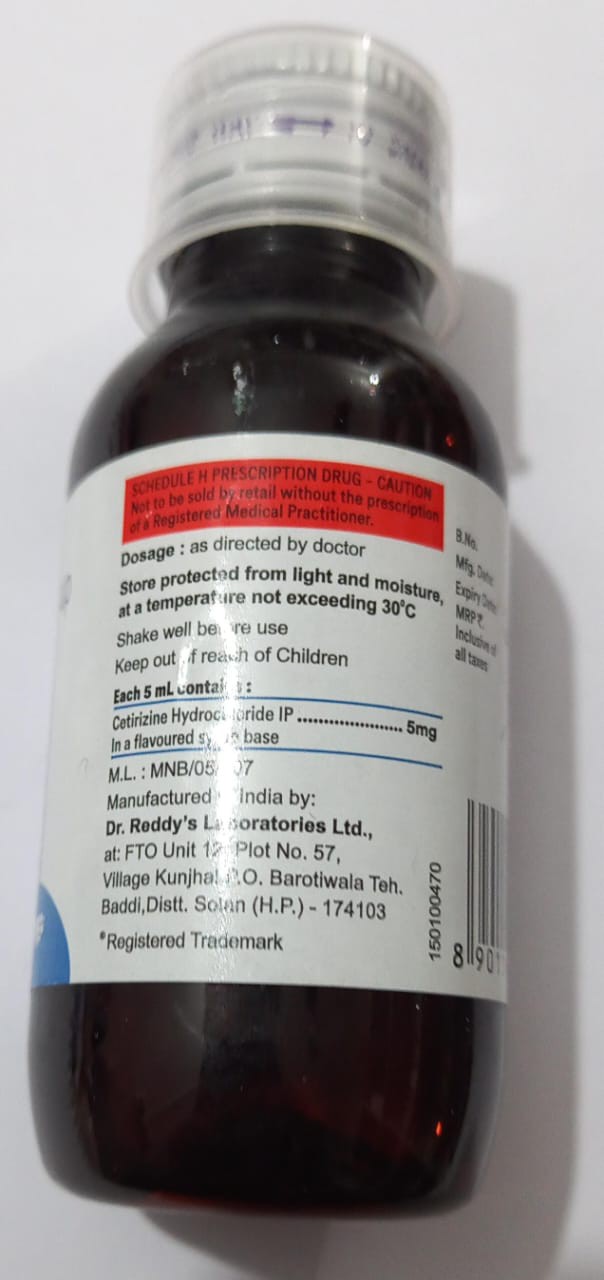 SCHEDULE H PRESCRIPTION DRUG - CAUTION
Not to be sold by retail without the prescription
of a Registered Medical Practitioner.
Dosage : as directed by doctor
Store protected from light and moisture,
at a temperature not exceeding 30°C
Shake well before use
Keep out of reach of Children
Each 5 mL contains :
Cetirizine Hydrochloride IP ..................... 5mg
In a flavoured syrup base
M.L. : MNB/05/
Manufactured in India by:
Dr. Reddy's Laboratories Ltd.,
at: FTO Unit Plot No. 57,
Village Kunjhal, P.O. Barotiwala Teh.
Baddi,Distt. Solan (H.P.) - 174103
*Registered Trademark
B.No.
Mfg. Date
Expiry Date
MRP ₹.
Inclusive of
all taxes
150100470
8 901